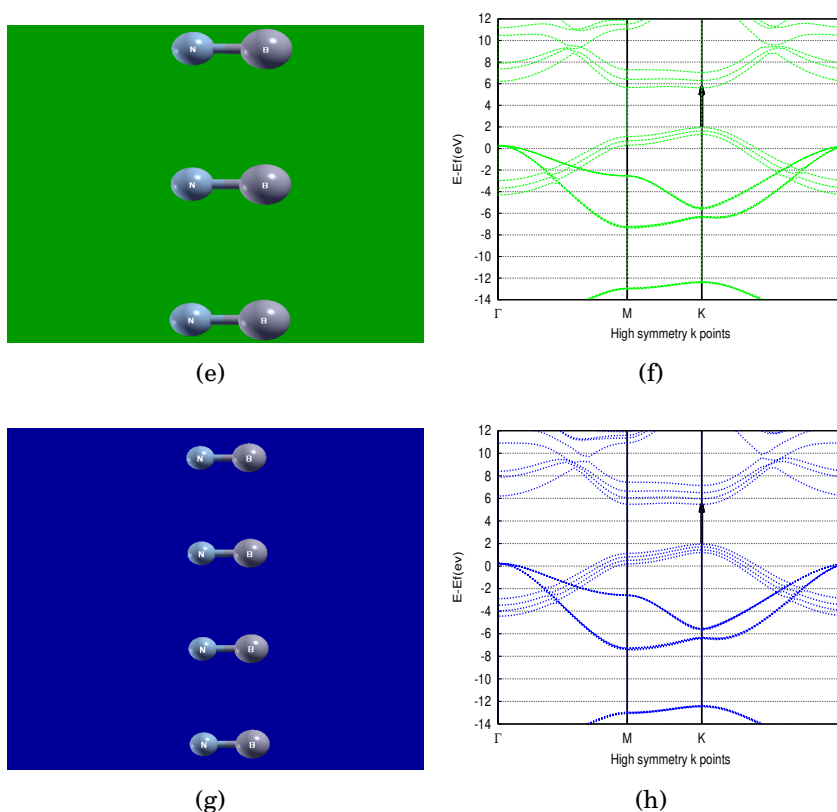 N B
N B
N B
(e)
12
10
8
6
4
2
0
-2
-4
-6
-8
-10
-12
-14
E-Ef(eV)
Γ M K
High symmetry k points
(f)
N B
N B
N B
N B
(g)
12
10
8
6
4
2
0
-2
-4
-6
-8
-10
-12
-14
E-Ef(ev)
Γ M K
High symmetry k points
(h)